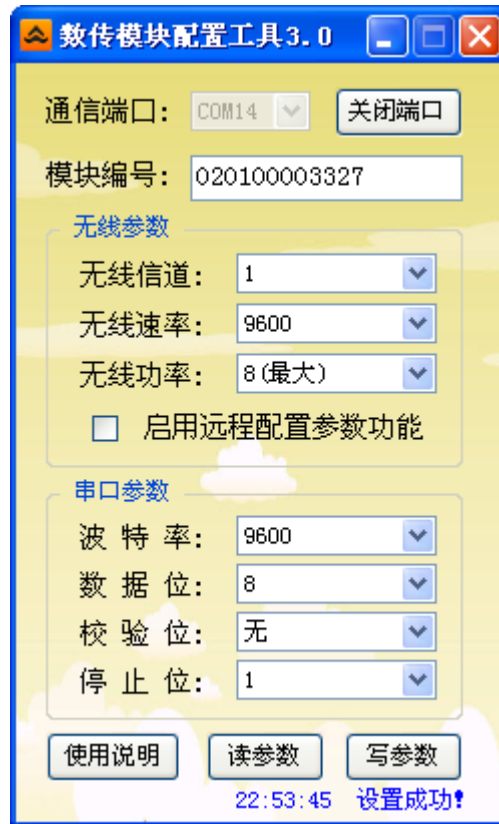 数传模块配置工具3.0
通信端口: COM14 关闭端口
模块编号: 020100003327
无线参数
无线信道: 1
无线速率: 9600
无线功率: 8(最大)
启用远程配置参数功能
串口参数
波 特 率: 9600
数 据 位: 8
校 验 位: 无
停 止 位: 1
使用说明 读参数 写参数
22:53:45 设置成功!